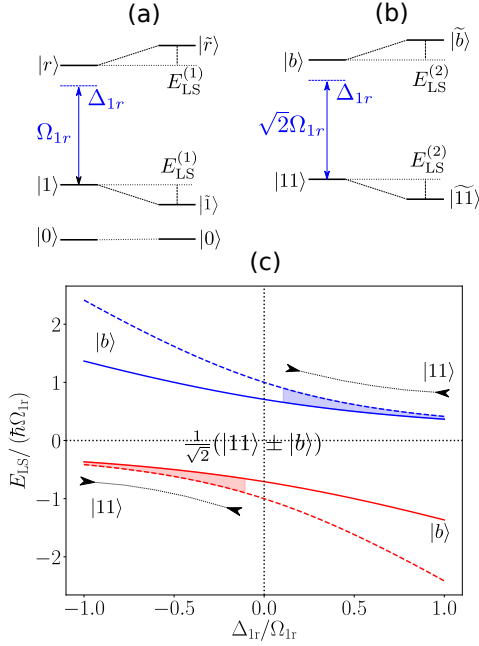 (a)
(b)
|r⟩
|r̃⟩
E_LS^(1)
Δ_1r
Ω_1r
E_LS^(1)
|1⟩
|1̃⟩
|0⟩
|0⟩
|b⟩
|b̃⟩
E_LS^(2)
Δ_1r
√2Ω_1r
E_LS^(2)
|11⟩
|1͠1⟩
(c)
E_LS/(ħΩ_1r)
2
1
0
−1
−2
|b⟩
|11⟩
1/√2(|11⟩ ± |b⟩)
|11⟩
|b⟩
−1.0
−0.5
0.0
0.5
1.0
Δ_1r/Ω_1r